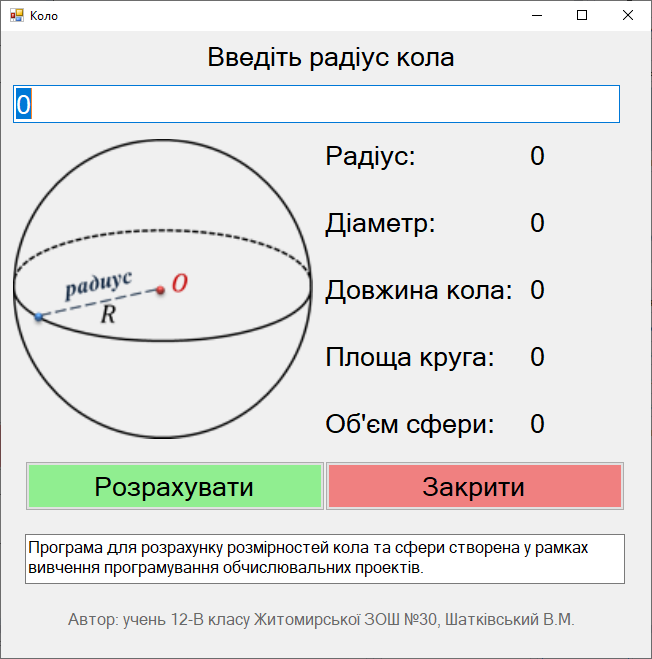 Коло
Введіть радіус кола
0
Радіус: 0
Діаметр: 0
радиус O
R
Довжина кола: 0
Площа круга: 0
Об'єм сфери: 0
Розрахувати Закрити
Програма для розрахунку розмірностей кола та сфери створена у рамках
вивчення програмування обчислювальних проектів.
Автор: учень 12-В класу Житомирської ЗОШ №30, Шатківський В.М.